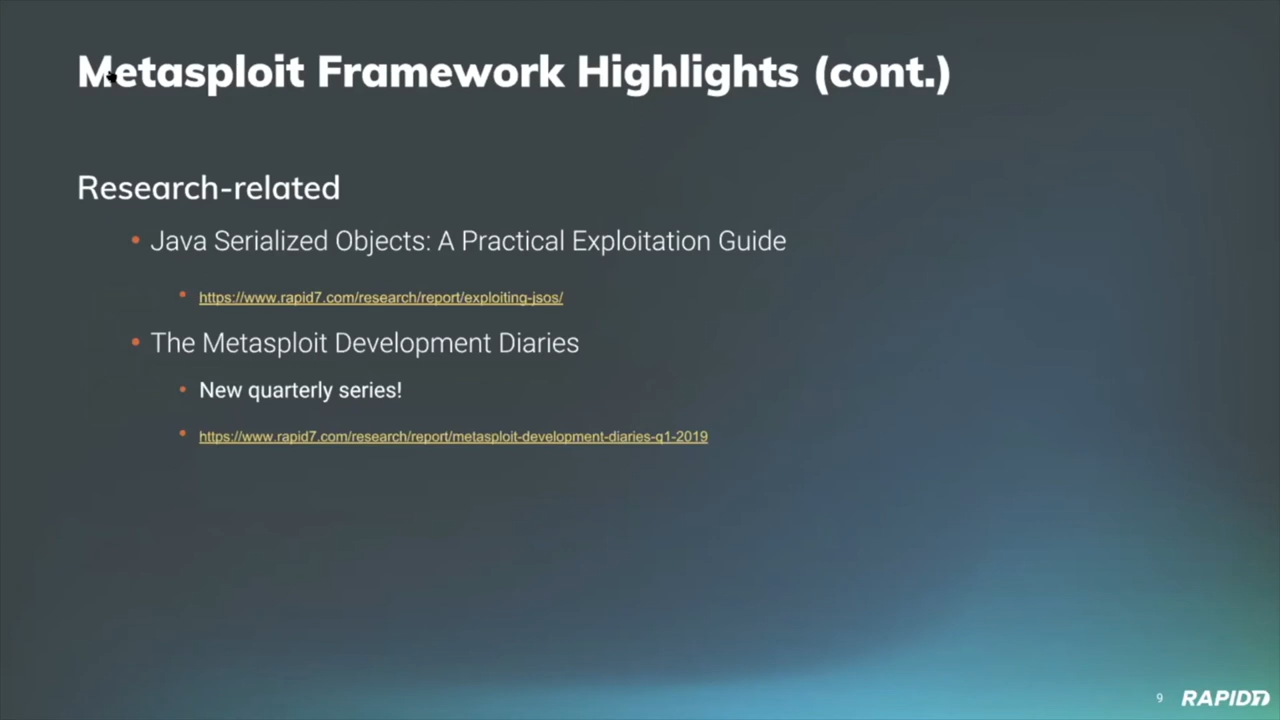 Metasploit Framework Highlights (cont.)
Research-related
• Java Serialized Objects: A Practical Exploitation Guide
• https://www.rapid7.com/research/report/exploiting-jsos/
• The Metasploit Development Diaries
• New quarterly series!
• https://www.rapid7.com/research/report/metasploit-development-diaries-q1-2019
9 RAPID7